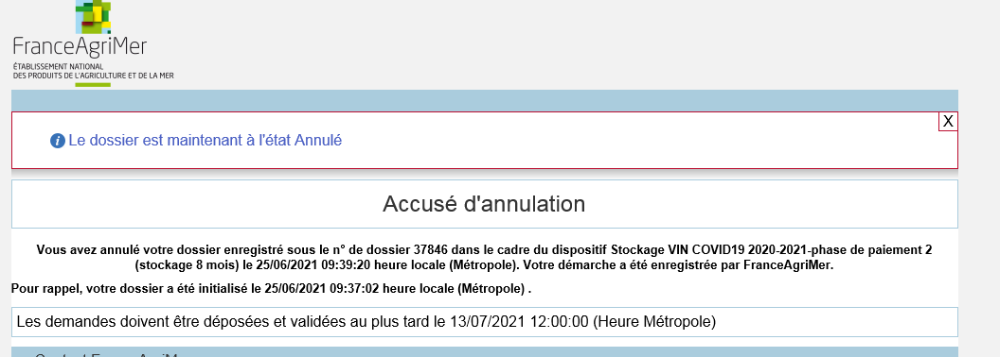 FranceAgriMer
ÉTABLISSEMENT NATIONAL
DES PRODUITS DE L'AGRICULTURE ET DE LA MER
X
i Le dossier est maintenant à l'état Annulé
Accusé d'annulation
Vous avez annulé votre dossier enregistré sous le n° de dossier 37846 dans le cadre du dispositif Stockage VIN COVID19 2020-2021-phase de paiement 2
(stockage 8 mois) le 25/06/2021 09:39:20 heure locale (Métropole). Votre démarche a été enregistrée par FranceAgriMer.
Pour rappel, votre dossier a été initialisé le 25/06/2021 09:37:02 heure locale (Métropole) .
Les demandes doivent être déposées et validées au plus tard le 13/07/2021 12:00:00 (Heure Métropole)